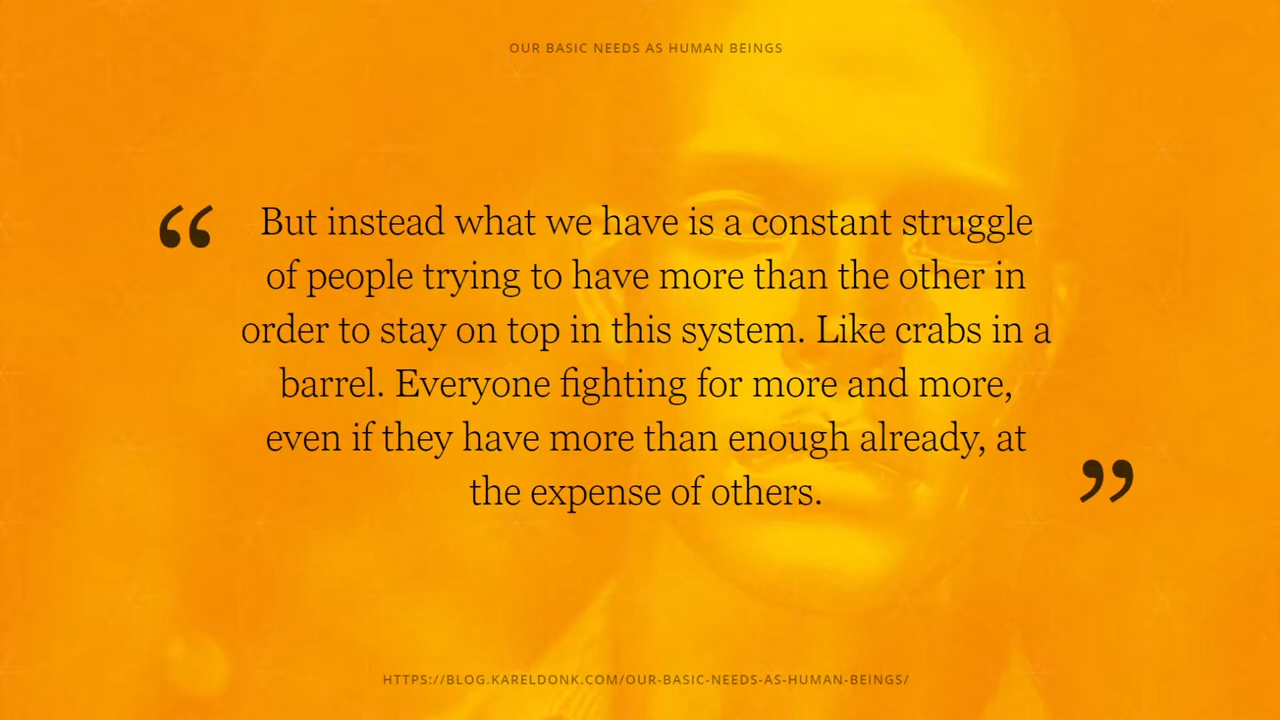 OUR BASIC NEEDS AS HUMAN BEINGS
“ But instead what we have is a constant struggle
of people trying to have more than the other in
order to stay on top in this system. Like crabs in a
barrel. Everyone fighting for more and more,
even if they have more than enough already, at
the expense of others. ”
HTTPS://BLOG.KARELDONK.COM/OUR-BASIC-NEEDS-AS-HUMAN-BEINGS/